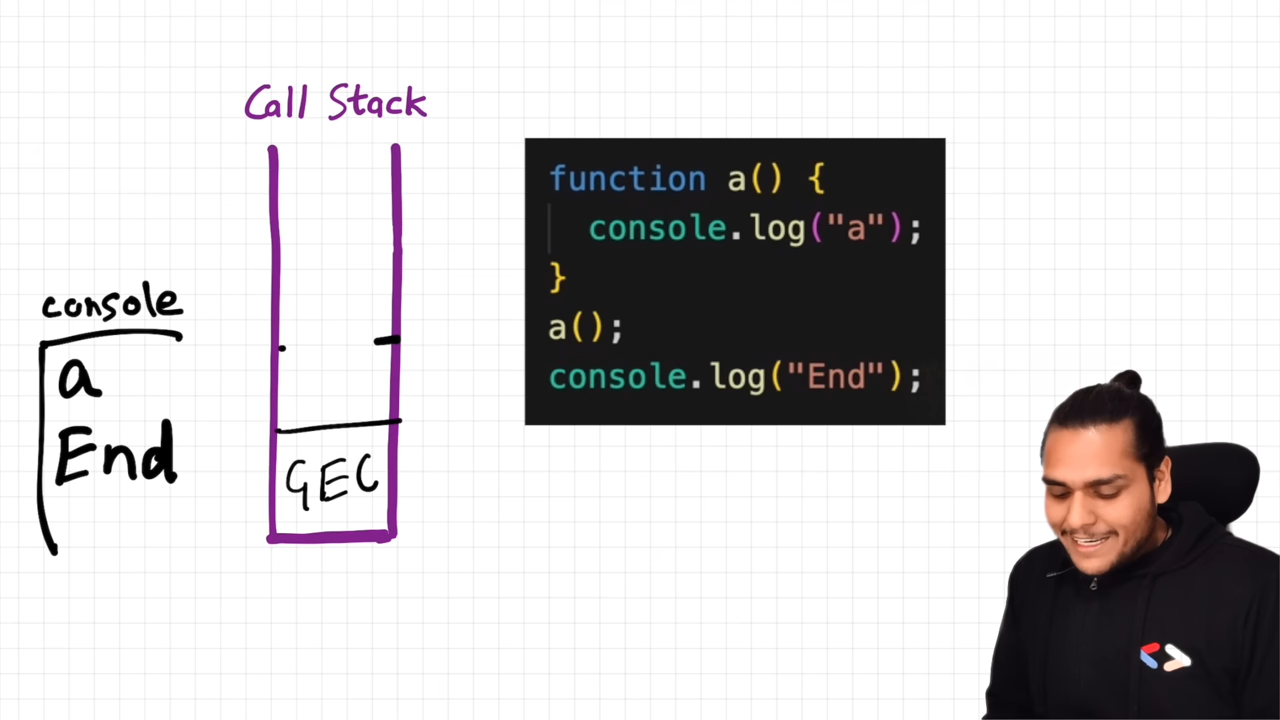 Call Stack
function a() {
console.log("a");
}
a();
console.log("End");
console
a
End
GEC